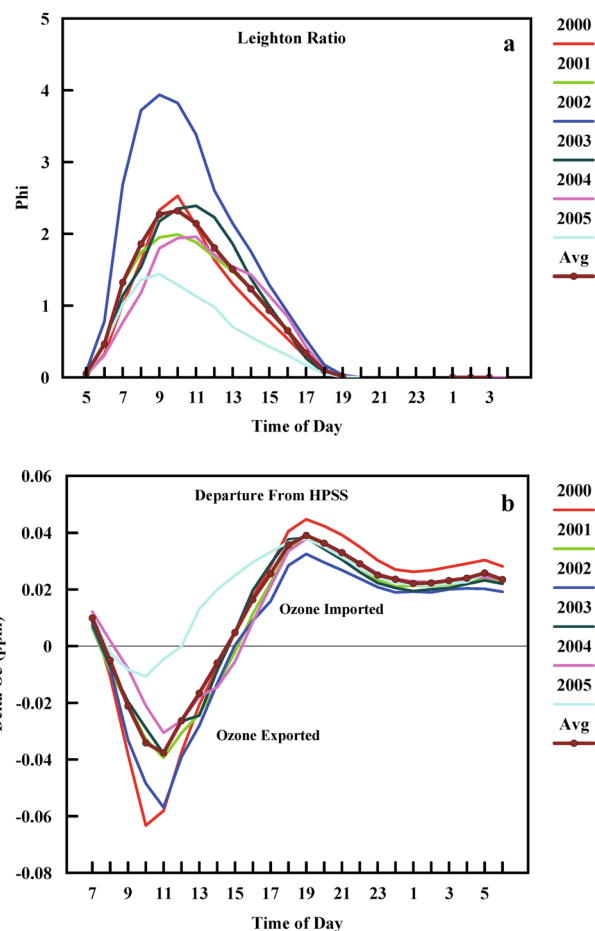 5
Leighton Ratio
a
4
3
Phi
2
1
0
5 7 9 11 13 15 17 19 21 23 1 3
Time of Day
2000
2001
2002
2003
2004
2005
Avg
0.06
Departure From HPSS
b
0.04
0.02
Ozone Imported
0
-0.02
Ozone Exported
-0.04
-0.06
-0.08
7 9 11 13 15 17 19 21 23 1 3 5
Time of Day
2000
2001
2002
2003
2004
2005
Avg